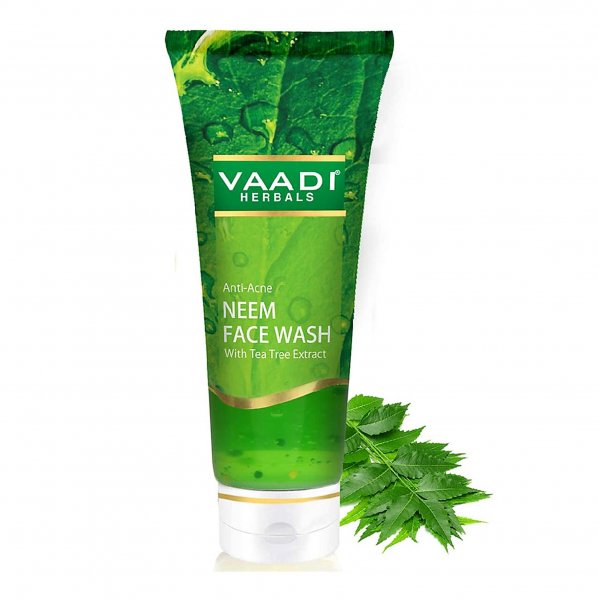 VAADI®
HERBALS
Anti-Acne
NEEM
FACE WASH
With Tea Tree Extract